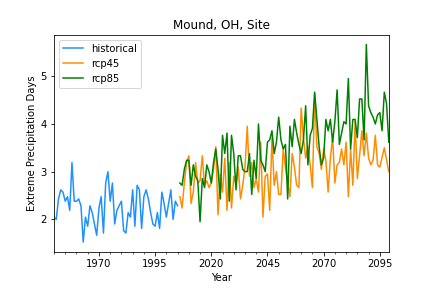 Mound, OH, Site
historical
rcp45
rcp85
Extreme Precipitation Days
5
4
3
2
1970
1995
2020
2045
2070
2095
Year